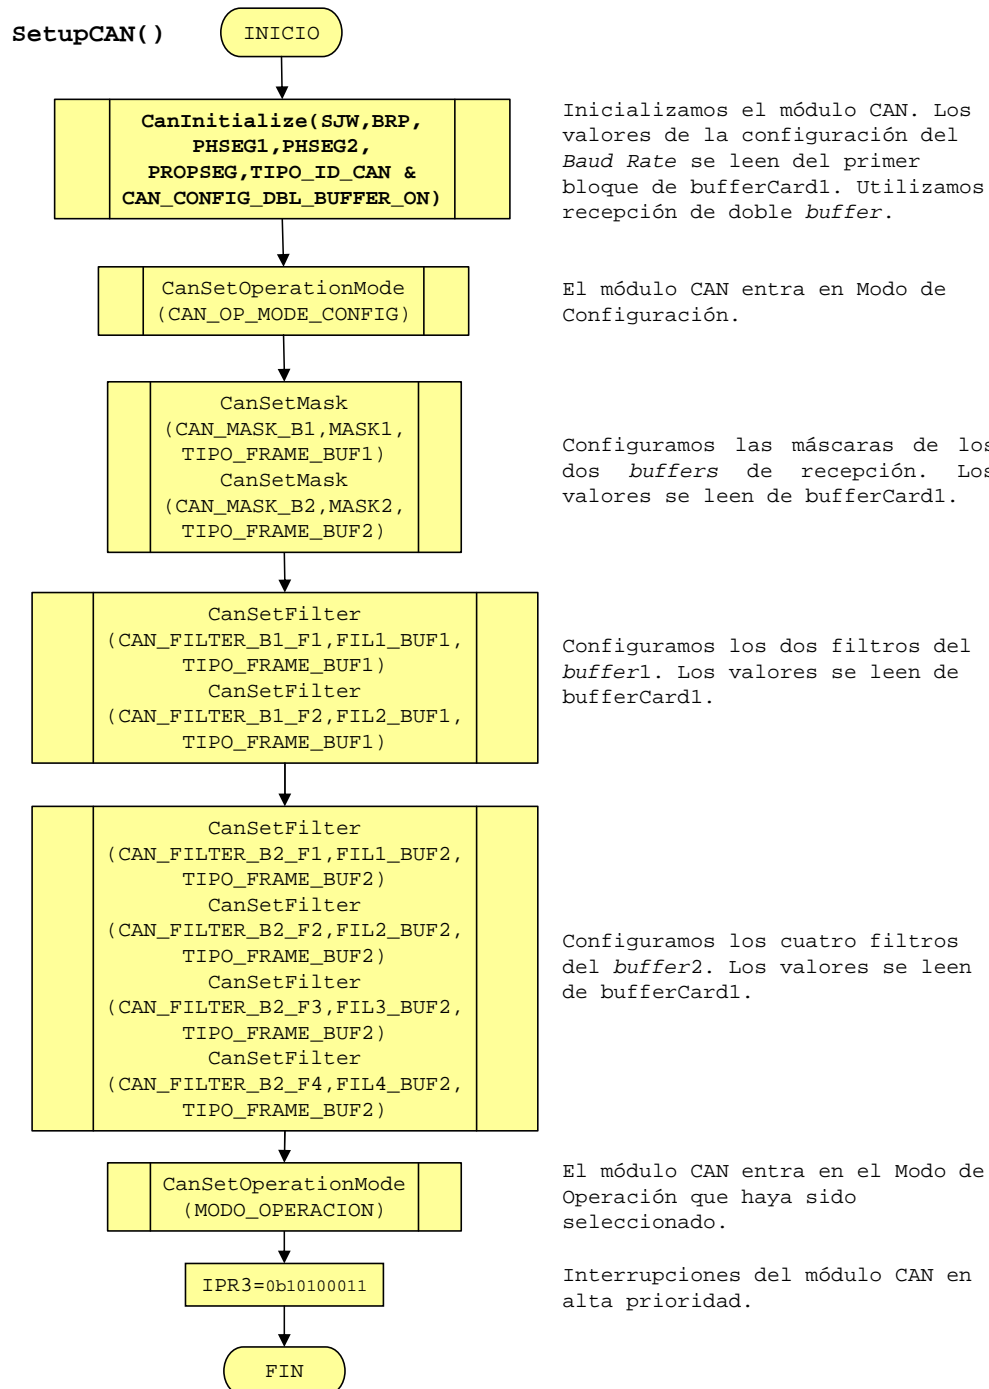 SetupCAN()
INICIO
CanInitialize(SJW,BRP,
PHSEG1,PHSEG2,
PROPSEG,TIPO_ID_CAN &
CAN_CONFIG_DBL_BUFFER_ON)
Inicializamos el módulo CAN. Los
valores de la configuración del
Baud Rate se leen del primer
bloque de bufferCard1. Utilizamos
recepción de doble buffer.
CanSetOperationMode
(CAN_OP_MODE_CONFIG)
El módulo CAN entra en Modo de
Configuración.
CanSetMask
(CAN_MASK_B1,MASK1,
TIPO_FRAME_BUF1)
CanSetMask
(CAN_MASK_B2,MASK2,
TIPO_FRAME_BUF2)
Configuramos las máscaras de los
dos buffers de recepción. Los
valores se leen de bufferCard1.
CanSetFilter
(CAN_FILTER_B1_F1,FIL1_BUF1,
TIPO_FRAME_BUF1)
CanSetFilter
(CAN_FILTER_B1_F2,FIL2_BUF1,
TIPO_FRAME_BUF1)
Configuramos los dos filtros del
buffer1. Los valores se leen de
bufferCard1.
CanSetFilter
(CAN_FILTER_B2_F1,FIL1_BUF2,
TIPO_FRAME_BUF2)
CanSetFilter
(CAN_FILTER_B2_F2,FIL2_BUF2,
TIPO_FRAME_BUF2)
CanSetFilter
(CAN_FILTER_B2_F3,FIL3_BUF2,
TIPO_FRAME_BUF2)
CanSetFilter
(CAN_FILTER_B2_F4,FIL4_BUF2,
TIPO_FRAME_BUF2)
Configuramos los cuatro filtros
del buffer2. Los valores se leen
de bufferCard1.
CanSetOperationMode
(MODO_OPERACION)
El módulo CAN entra en el Modo de
Operación que haya sido
seleccionado.
IPR3=0b10100011
Interrupciones del módulo CAN en
alta prioridad.
FIN